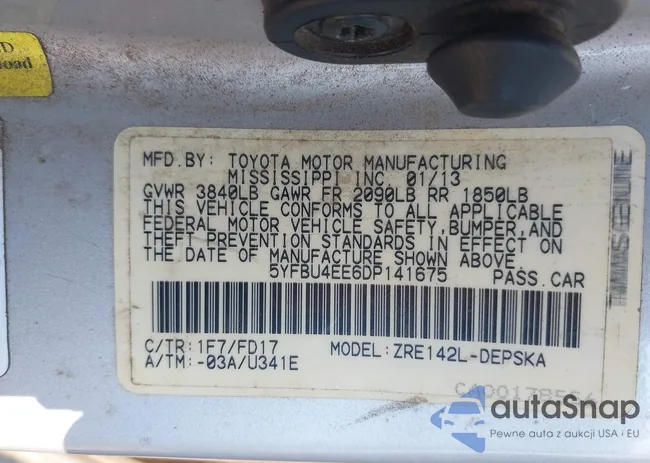 oad
MFD.BY: TOYOTA MOTOR MANUFACTURING
MISSISSIPPI INC. 01/13
GVWR 3840LB GAWR FR 2090LB RR 1850LB
THIS VEHICLE CONFORMS TO ALL APPLICABLE
FEDERAL MOTOR VEHICLE SAFETY,BUMPER,AND
THEFT PREVENTION STANDARDS IN EFFECT ON
THE DATE OF MANUFACTURE SHOWN ABOVE.
5YFBU4EE6DP141675 PASS.CAR
C/TR:1F7/FD17 MODEL:ZRE142L-DEPSKA
A/TM:-03A/U341E
autaSnap
Pewne auta z aukcji USA i EU